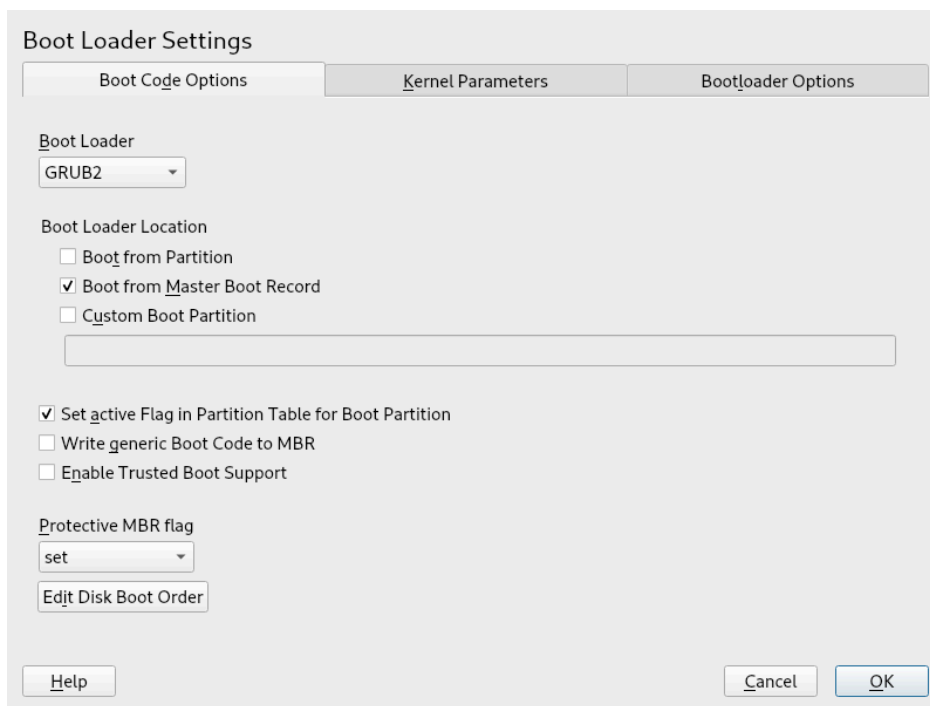 Boot Loader Settings
Boot Code Options
Kernel Parameters
Bootloader Options
Boot Loader
GRUB2
Boot Loader Location
Boot from Partition
Boot from Master Boot Record
Custom Boot Partition
Set active Flag in Partition Table for Boot Partition
Write generic Boot Code to MBR
Enable Trusted Boot Support
Protective MBR flag
set
Edit Disk Boot Order
Help
Cancel
OK